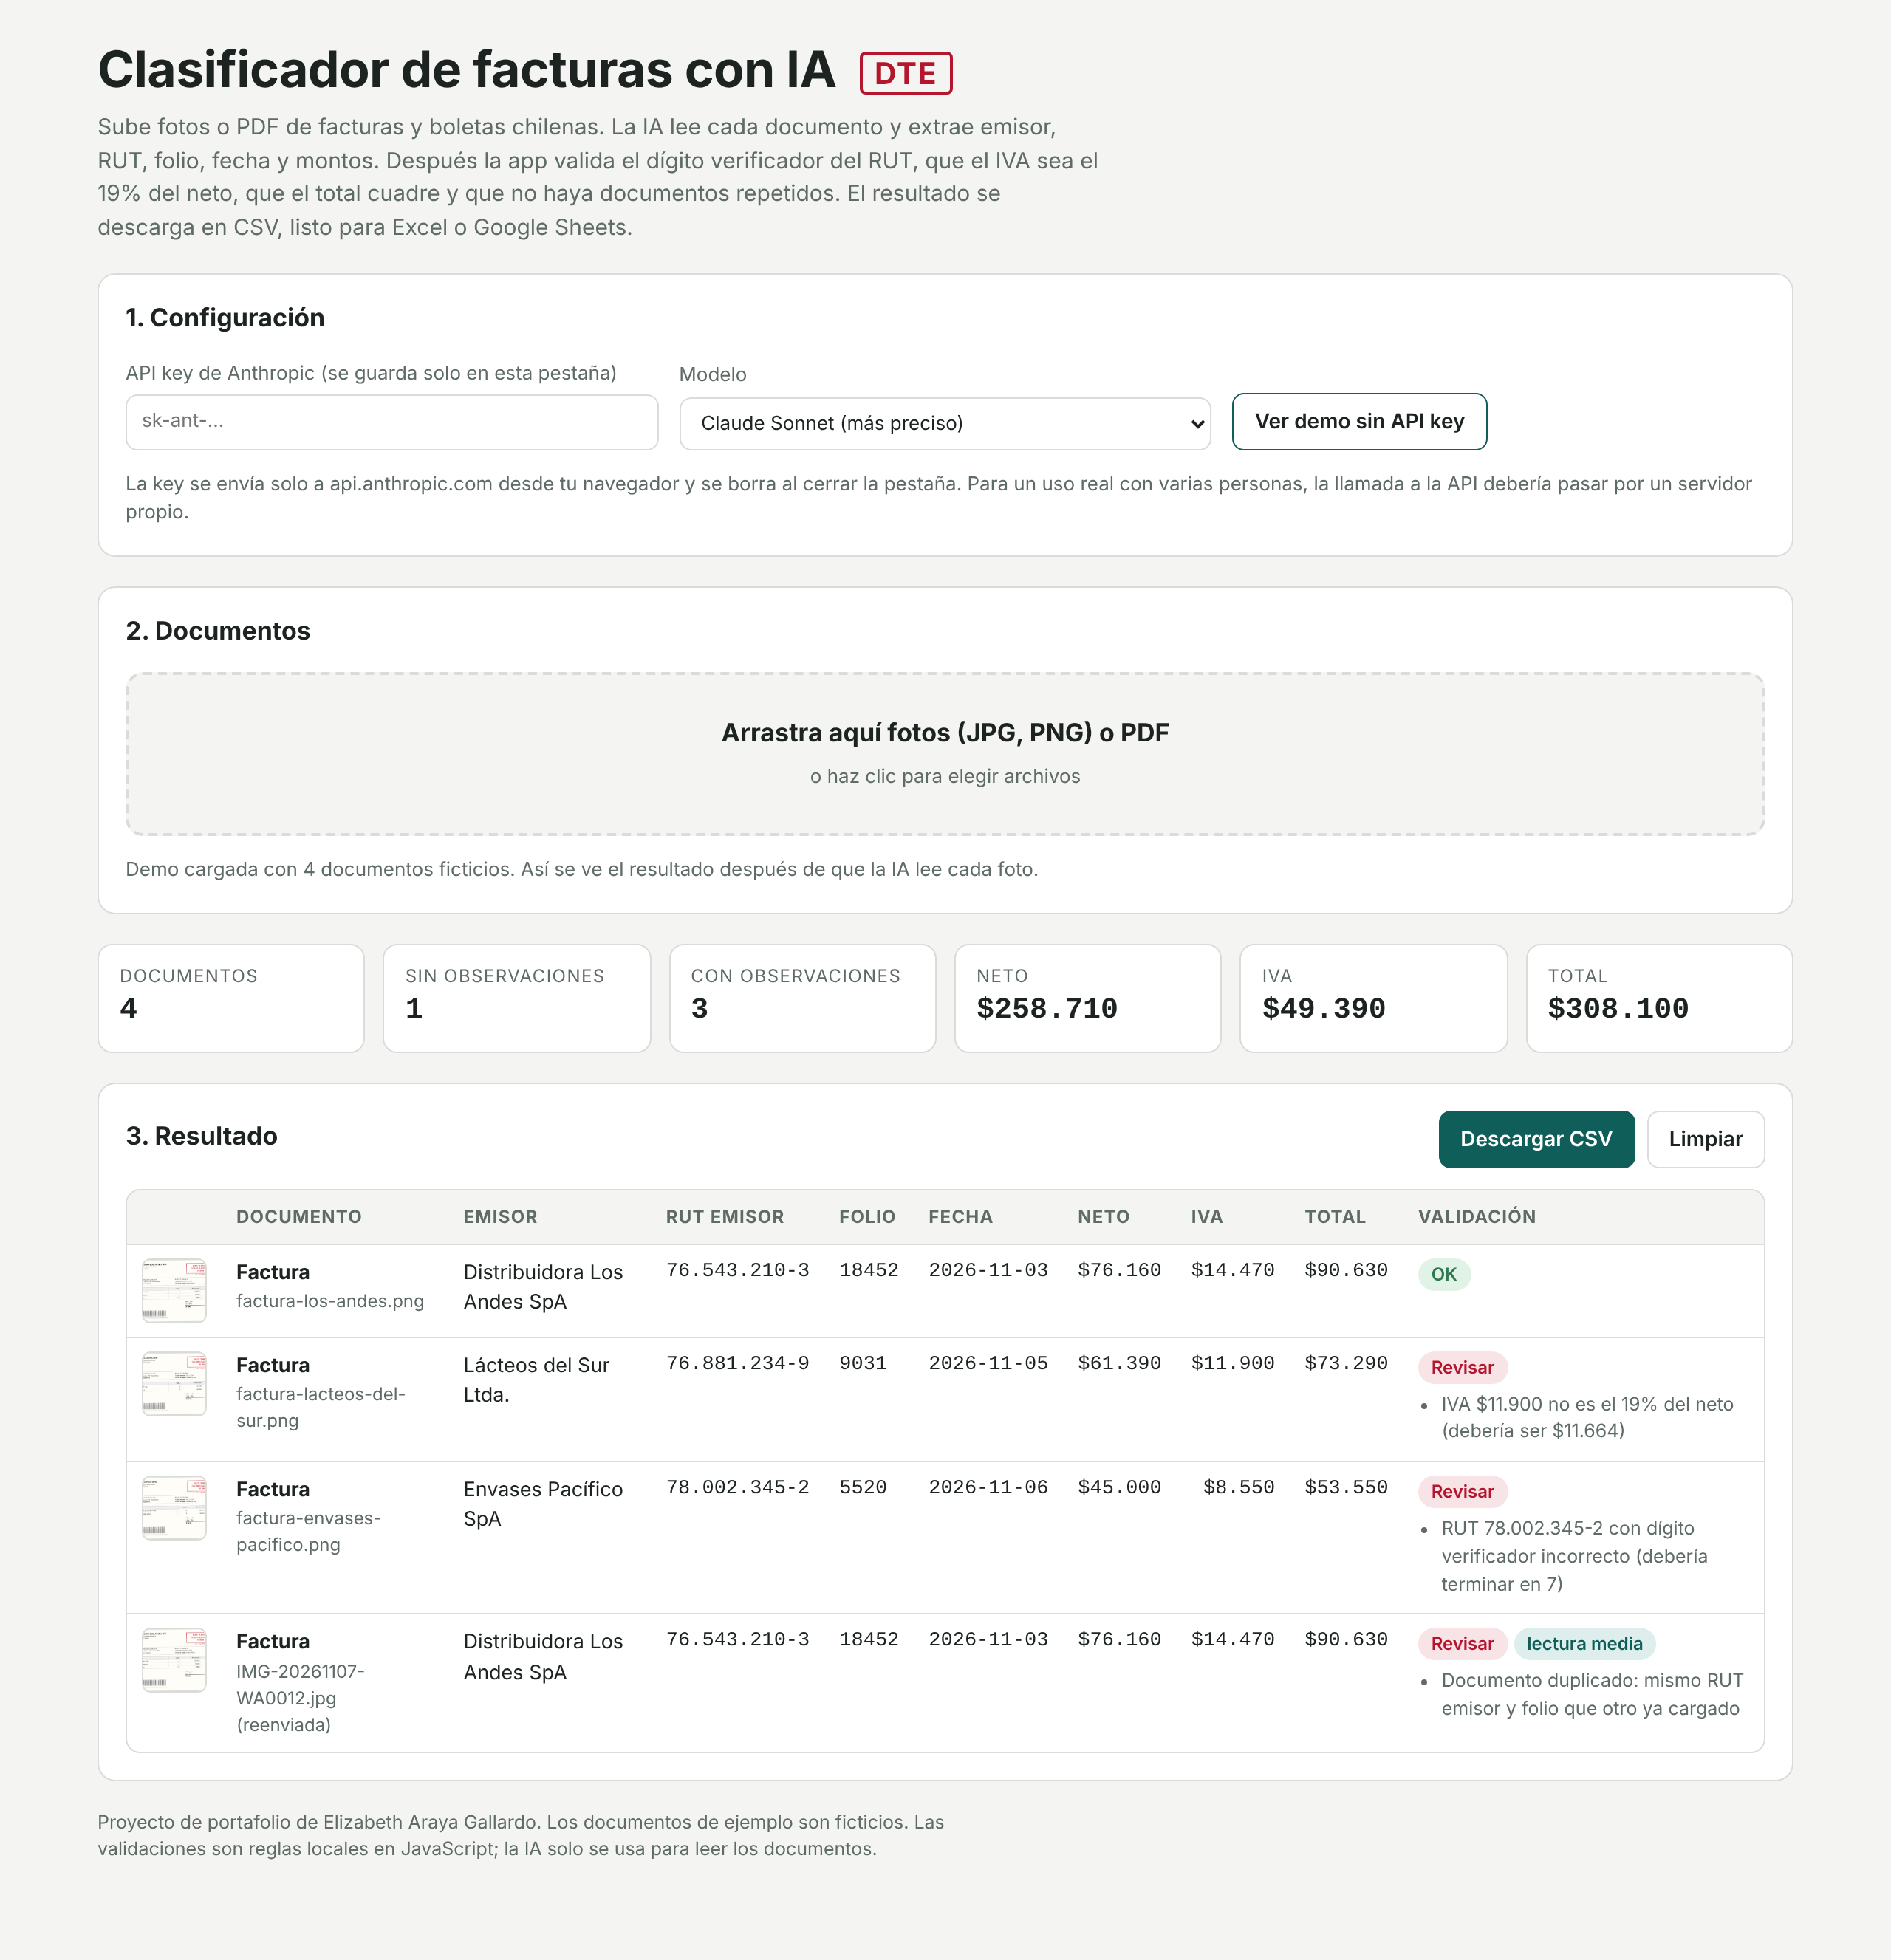 Clasificador de facturas con IA DTE
Sube fotos o PDF de facturas y boletas chilenas. La IA lee cada documento y extrae emisor,
RUT, folio, fecha y montos. Después la app valida el dígito verificador del RUT, que el IVA sea el
19% del neto, que el total cuadre y que no haya documentos repetidos. El resultado se
descarga en CSV, listo para Excel o Google Sheets.
1. Configuración
API key de Anthropic (se guarda solo en esta pestaña)
Modelo
sk-ant-...
Claude Sonnet (más preciso)
Ver demo sin API key
La key se envía solo a api.anthropic.com desde tu navegador y se borra al cerrar la pestaña. Para un uso real con varias personas, la llamada a la API debería pasar por un servidor
propio.
2. Documentos
Arrastra aquí fotos (JPG, PNG) o PDF
o haz clic para elegir archivos
Demo cargada con 4 documentos ficticios. Así se ve el resultado después de que la IA lee cada foto.
DOCUMENTOS
4
SIN OBSERVACIONES
1
CON OBSERVACIONES
3
NETO
$258.710
IVA
$49.390
TOTAL
$308.100
3. Resultado
Descargar CSV
Limpiar
DOCUMENTO EMISOR RUT EMISOR FOLIO FECHA NETO IVA TOTAL VALIDACIÓN
Factura
factura-los-andes.png
Distribuidora Los
Andes SpA
76.543.210-3 18452 2026-11-03 $76.160 $14.470 $90.630
OK
Factura
factura-lacteos-del-
sur.png
Lácteos del Sur
Ltda.
76.881.234-9 9031 2026-11-05 $61.390 $11.900 $73.290
Revisar
• IVA $11.900 no es el 19% del neto
(debería ser $11.664)
Factura
factura-envases-
pacifico.png
Envases Pacífico
SpA
78.002.345-2 5520 2026-11-06 $45.000 $8.550 $53.550
Revisar
• RUT 78.002.345-2 con dígito
verificador incorrecto (debería
terminar en 7)
Factura
IMG-20261107-
WA0012.jpg
(reenviada)
Distribuidora Los
Andes SpA
76.543.210-3 18452 2026-11-03 $76.160 $14.470 $90.630
Revisar lectura media
• Documento duplicado: mismo RUT
emisor y folio que otro ya cargado
Proyecto de portafolio de Elizabeth Araya Gallardo. Los documentos de ejemplo son ficticios. Las
validaciones son reglas locales en JavaScript; la IA solo se usa para leer los documentos.